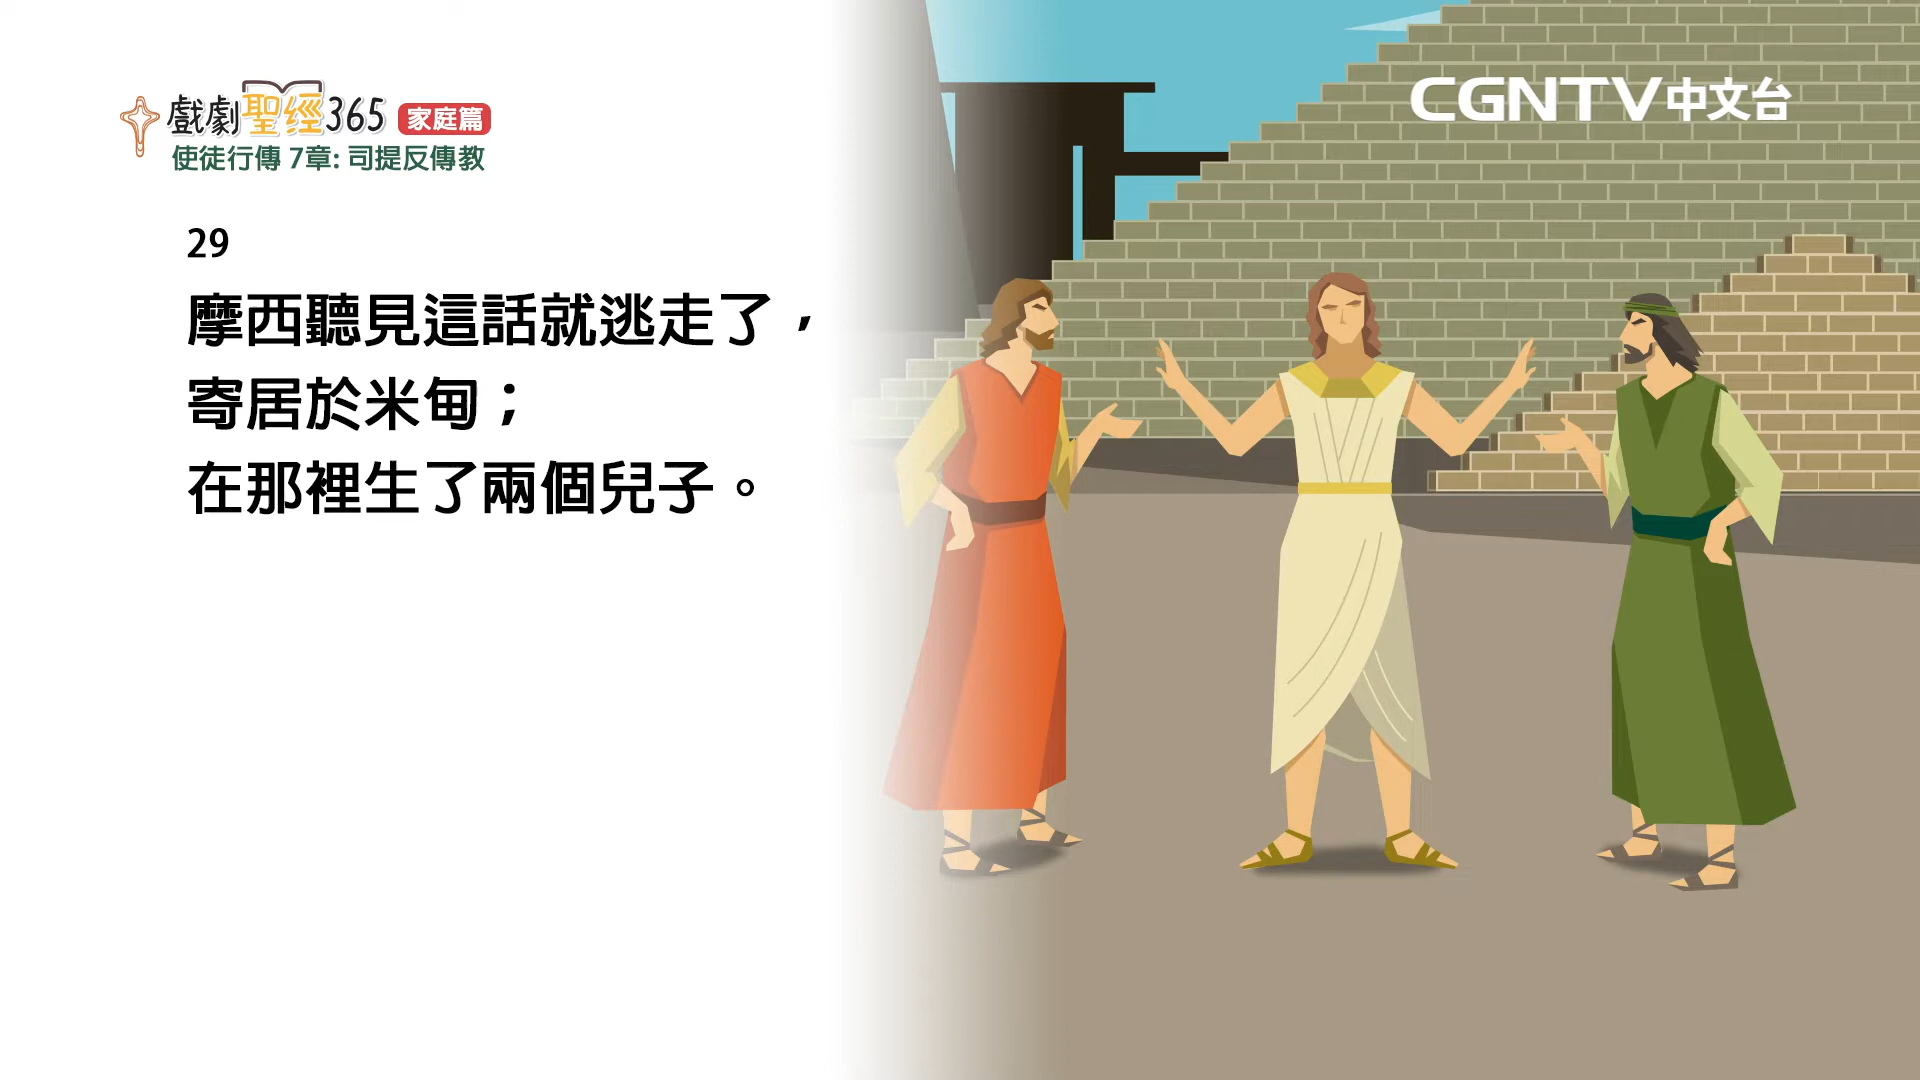 戲劇聖經365 家庭篇
使徒行傳 7章: 司提反傳教
CGNTV中文台
29
摩西聽見這話就逃走了，
寄居於米甸；
在那裡生了兩個兒子。